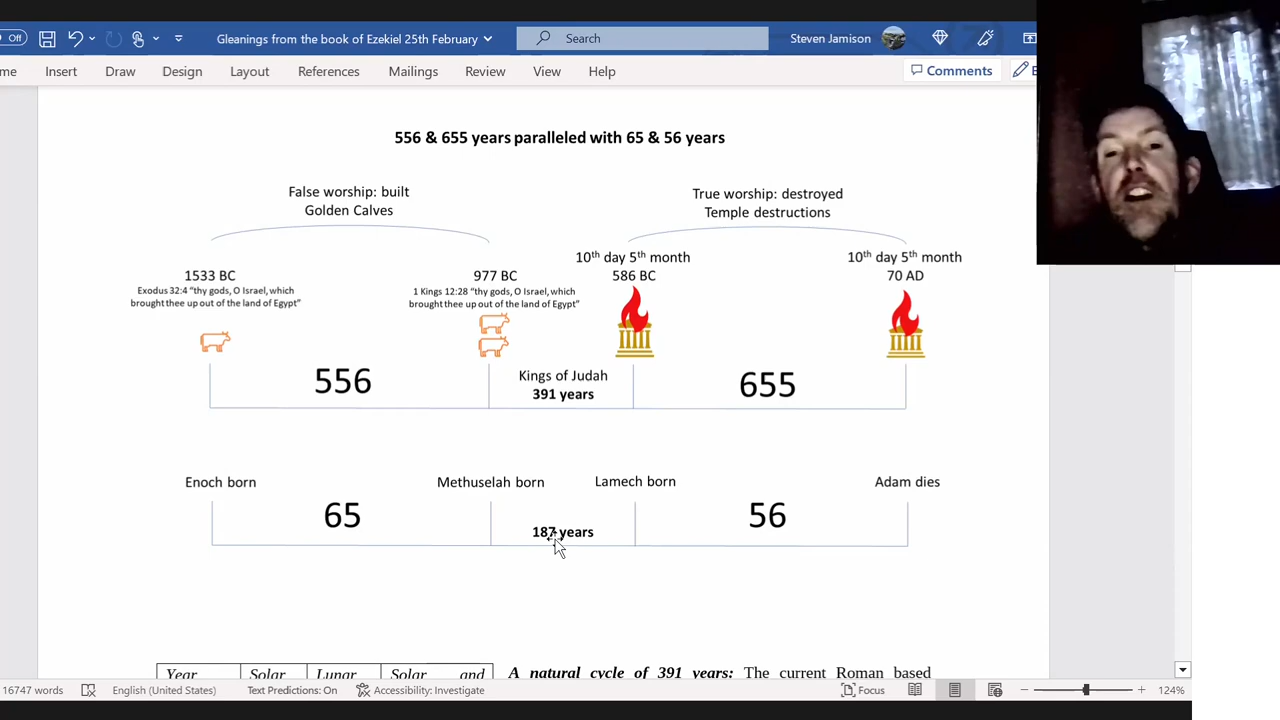 Off
Gleanings from the book of Ezekiel 25th February
Search
Steven Jamison
me Insert Draw Design Layout References Mailings Review View Help
Comments
556 & 655 years paralleled with 65 & 56 years
False worship: built
Golden Calves
True worship: destroyed
Temple destructions
1533 BC
Exodus 32:4 “thy gods, O Israel, which
brought thee up out of the land of Egypt”
977 BC
1 Kings 12:28 “thy gods, O Israel, which
brought thee up out of the land of Egypt”
10th day 5th month
586 BC
10th day 5th month
70 AD
556
Kings of Judah
391 years
655
Enoch born
Methuselah born
Lamech born
Adam dies
65
187 years
56
Year Solar Lunar Solar and
A natural cycle of 391 years: The current Roman based
16747 words
English (United States)
Text Predictions: On
Accessibility: Investigate
Focus
124%